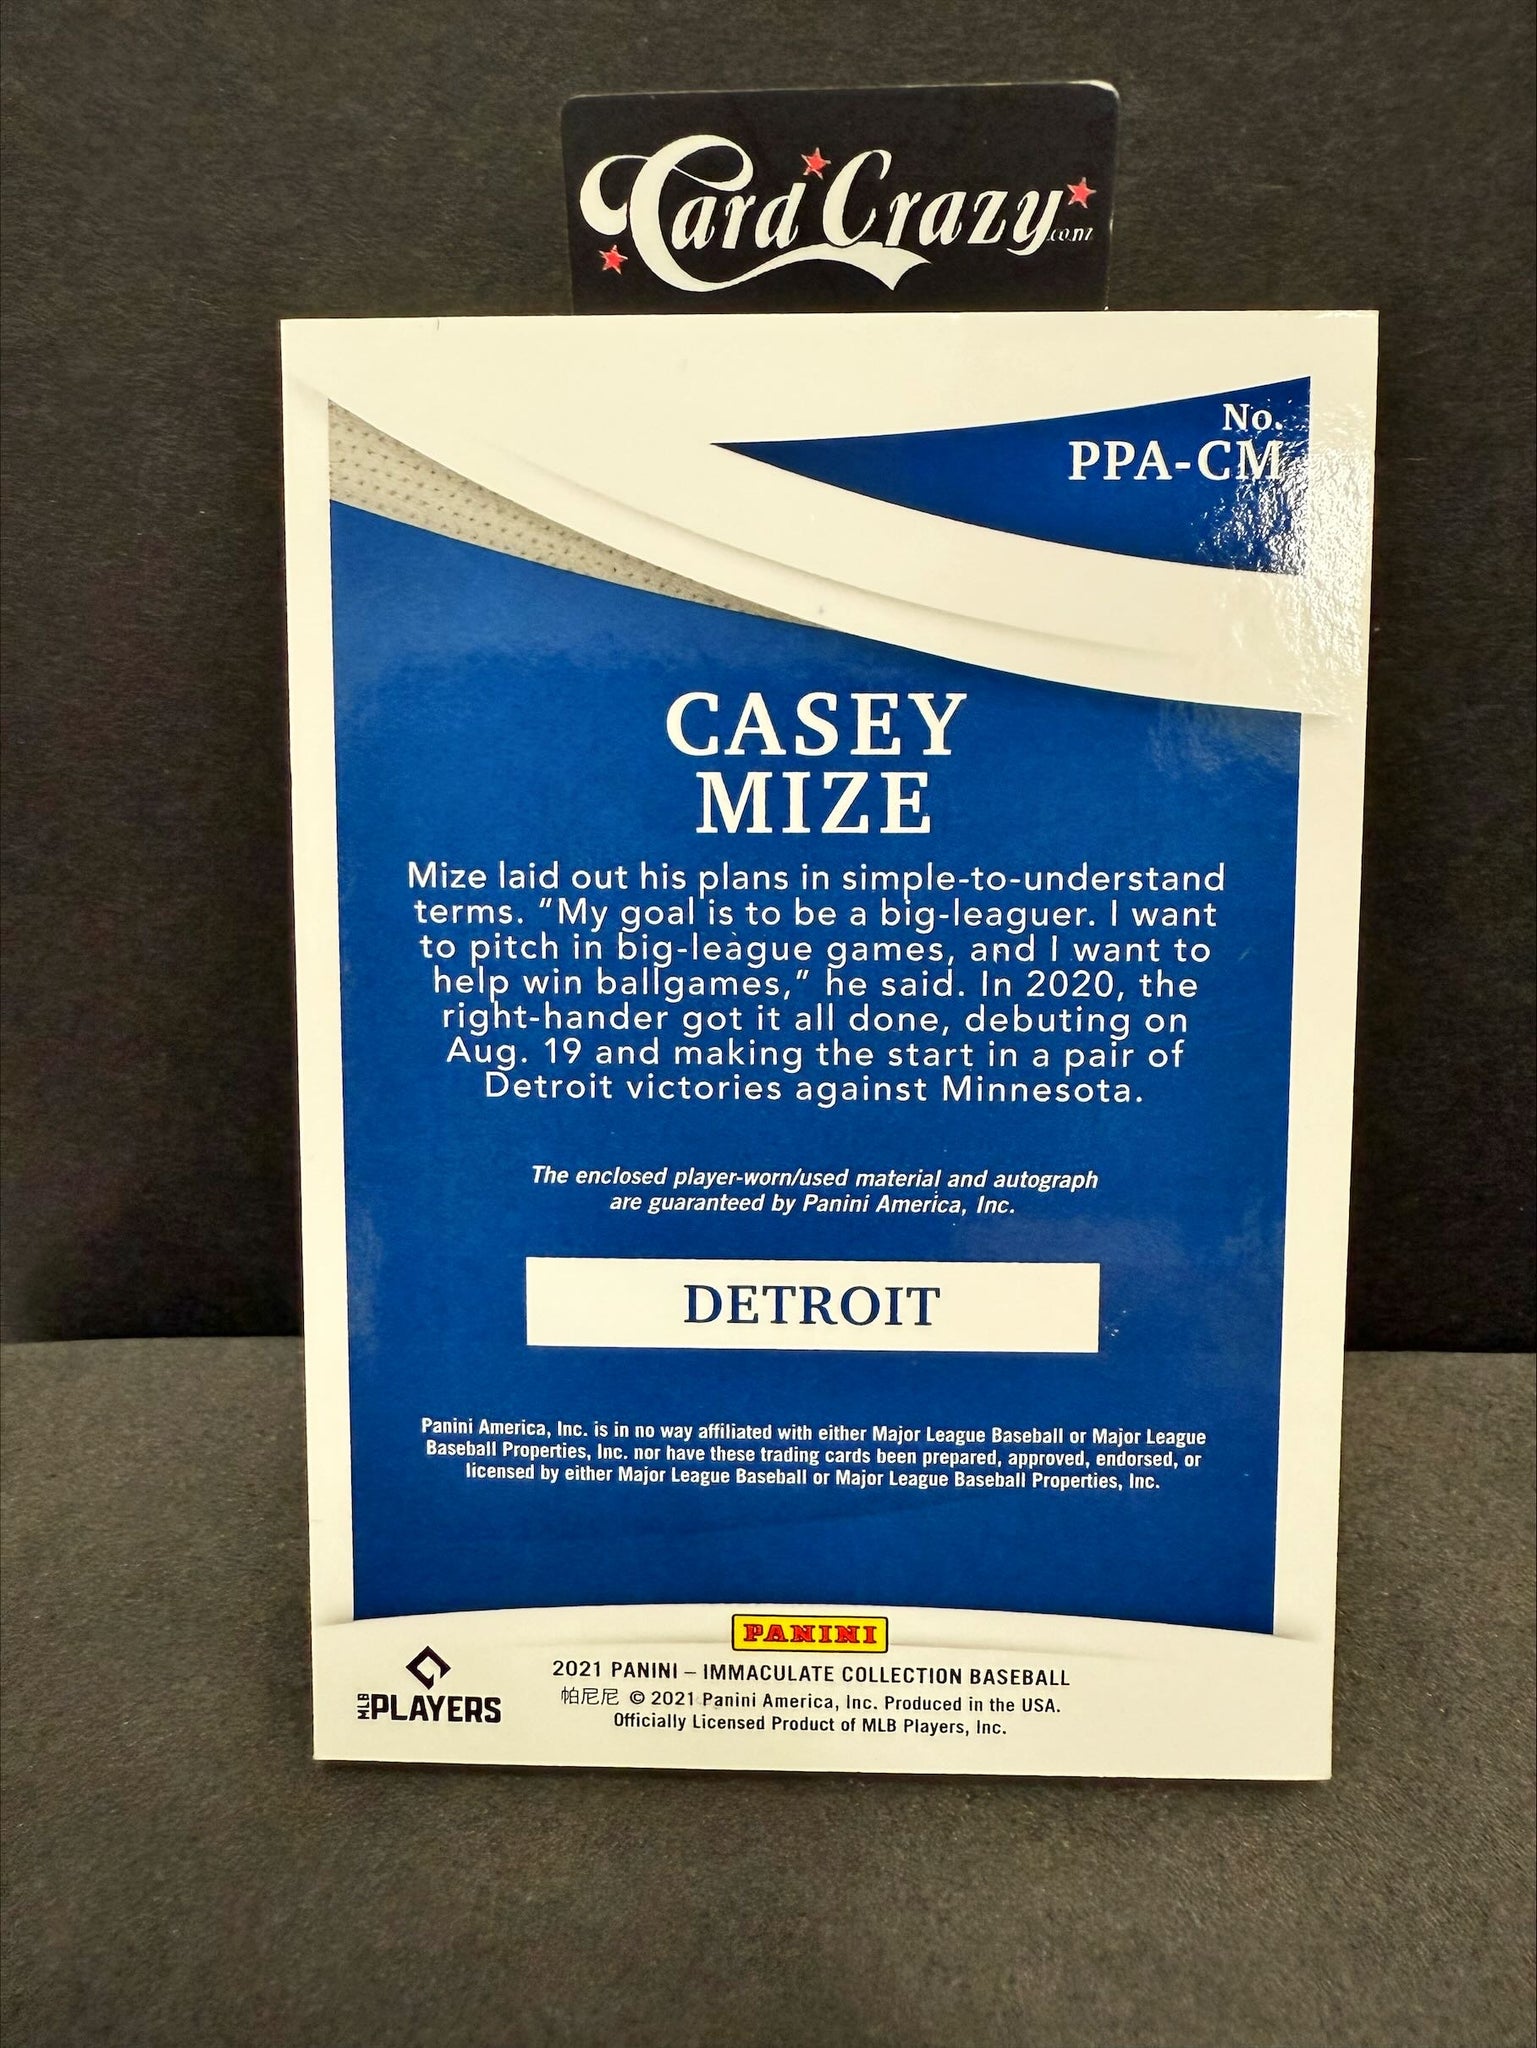 Card Crazy.co.nz
No.
PPA-CM
CASEY
MIZE
Mize laid out his plans in simple-to-understand
terms. "My goal is to be a big-leaguer. I want
to pitch in big-league games, and I want to
help win ballgames," he said. In 2020, the
right-hander got it all done, debuting on
Aug. 19 and making the start in a pair of
Detroit victories against Minnesota.
The enclosed player-worn/used material and autograph
are guaranteed by Panini America, Inc.
DETROIT
Panini America, Inc. is in no way affiliated with either Major League Baseball or Major League
Baseball Properties, Inc. nor have these trading cards been prepared, approved, endorsed, or
licensed by either Major League Baseball or Major League Baseball Properties, Inc.
PANINI
MLB PLAYERS
2021 PANINI – IMMACULATE COLLECTION BASEBALL
帕尼尼 © 2021 Panini America, Inc. Produced in the USA.
Officially Licensed Product of MLB Players, Inc.